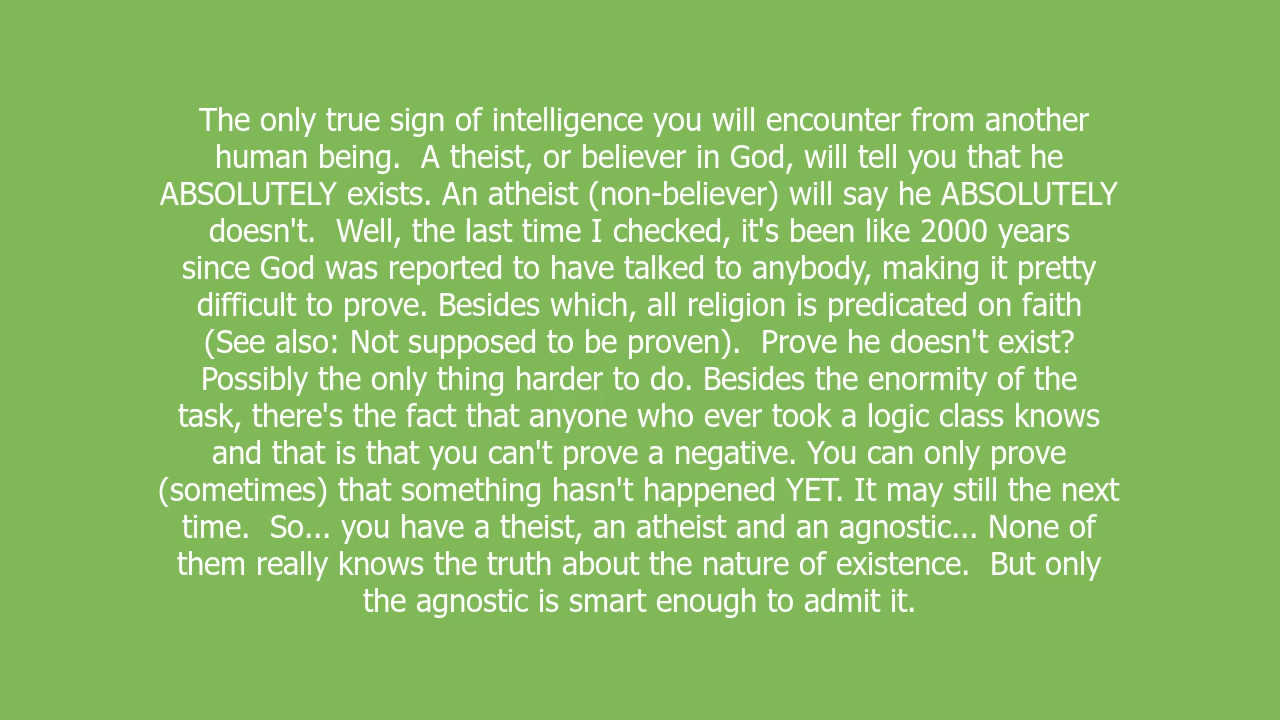 The only true sign of intelligence you will encounter from another
human being.  A theist, or believer in God, will tell you that he
ABSOLUTELY exists. An atheist (non-believer) will say he ABSOLUTELY
doesn't.  Well, the last time I checked, it's been like 2000 years
since God was reported to have talked to anybody, making it pretty
difficult to prove. Besides which, all religion is predicated on faith
(See also: Not supposed to be proven).  Prove he doesn't exist?
Possibly the only thing harder to do. Besides the enormity of the
task, there's the fact that anyone who ever took a logic class knows
and that is that you can't prove a negative. You can only prove
(sometimes) that something hasn't happened YET. It may still the next
time.  So... you have a theist, an atheist and an agnostic... None of
them really knows the truth about the nature of existence.  But only
the agnostic is smart enough to admit it.